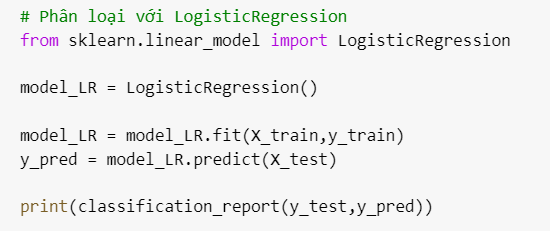 # Phân loại với LogisticRegression
from sklearn.linear_model import LogisticRegression
model_LR = LogisticRegression()
model_LR = model_LR.fit(X_train,y_train)
y_pred = model_LR.predict(X_test)
print(classification_report(y_test,y_pred))